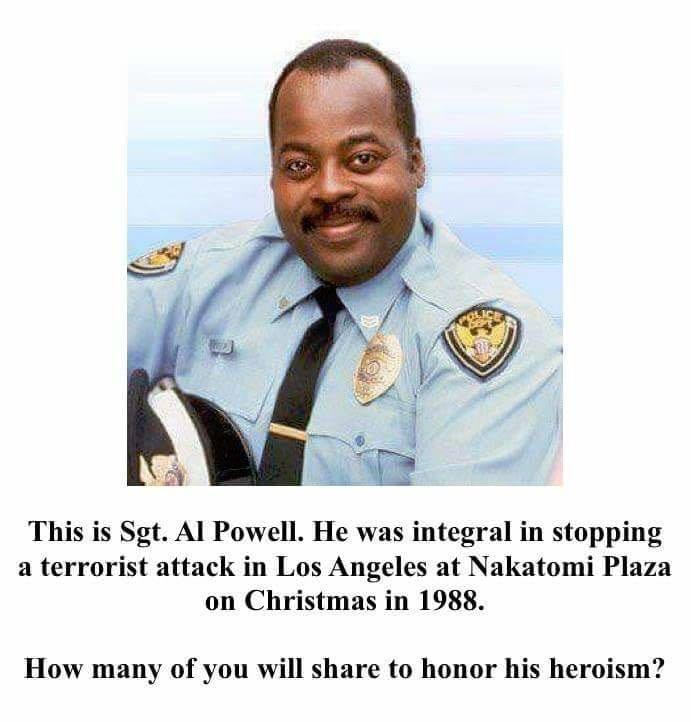 POLICE
This is Sgt. Al Powell. He was integral in stopping
a terrorist attack in Los Angeles at Nakatomi Plaza
on Christmas in 1988.
How many of you will share to honor his heroism?